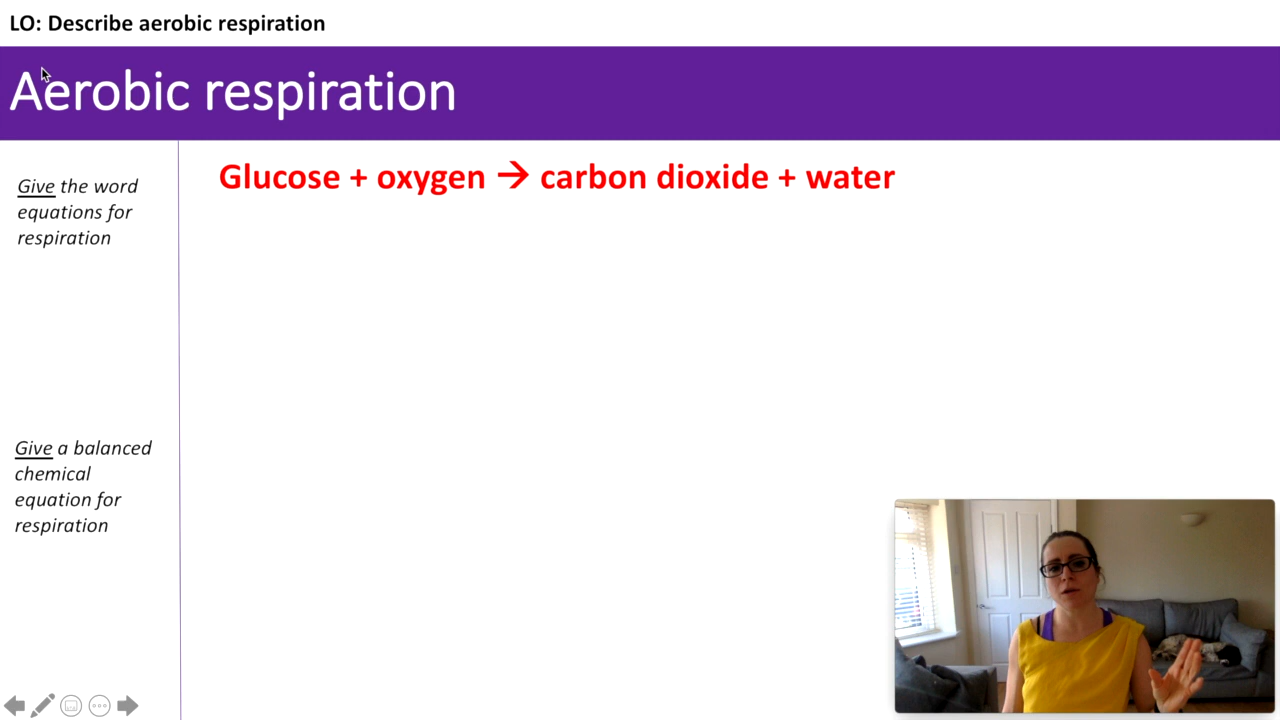 LO: Describe aerobic respiration
Aerobic respiration
Give the word
equations for
respiration
Glucose + oxygen → carbon dioxide + water
Give a balanced
chemical
equation for
respiration